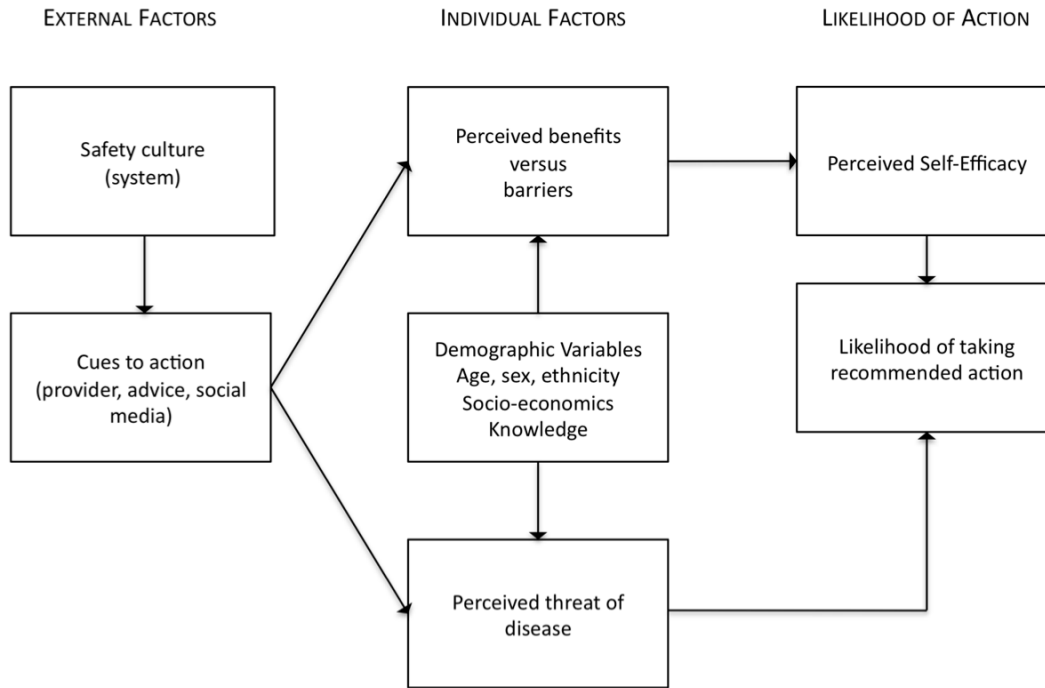 EXTERNAL FACTORS
INDIVIDUAL FACTORS
LIKELIHOOD OF ACTION
Safety culture
(system)
Perceived benefits
versus
barriers
Perceived Self-Efficacy
Cues to action
(provider, advice, social
media)
Demographic Variables
Age, sex, ethnicity
Socio-economics
Knowledge
Likelihood of taking
recommended action
Perceived threat of
disease